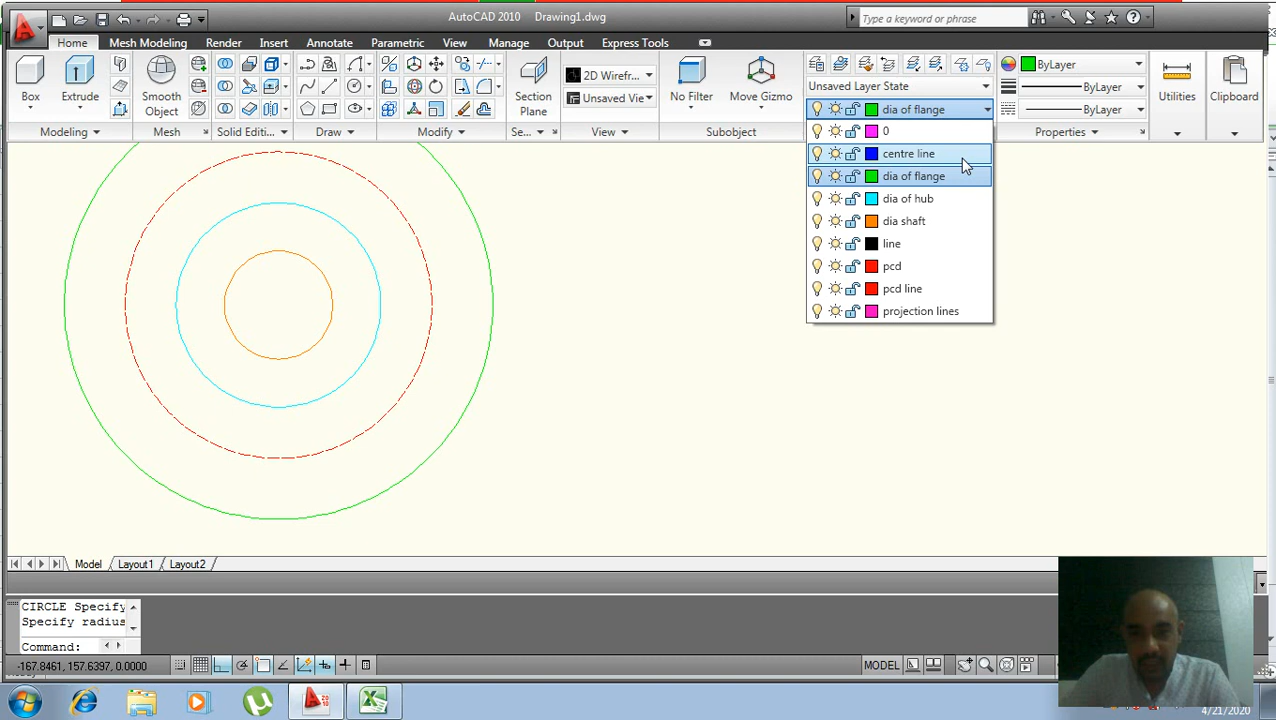 AutoCAD 2010 Drawing1.dwg
Type a keyword or phrase
Home Mesh Modeling Render Insert Annotate Parametric View Manage Output Express Tools
Box Extrude Smooth Object Section Plane 2D Wirefr... Unsaved Vie No Filter Move Gizmo Unsaved Layer State ByLayer Utilities Clipboard
ByLayer
ByLayer
Modeling Mesh Solid Editi... Draw Modify Se... View Subobject Properties
dia of flange
0
centre line
dia of flange
dia of hub
dia shaft
line
pcd
pcd line
projection lines
Model Layout1 Layout2
CIRCLE Specify
Specify radius
Command:
-167.8461, 157.6397, 0.0000 MODEL
4/21/2020